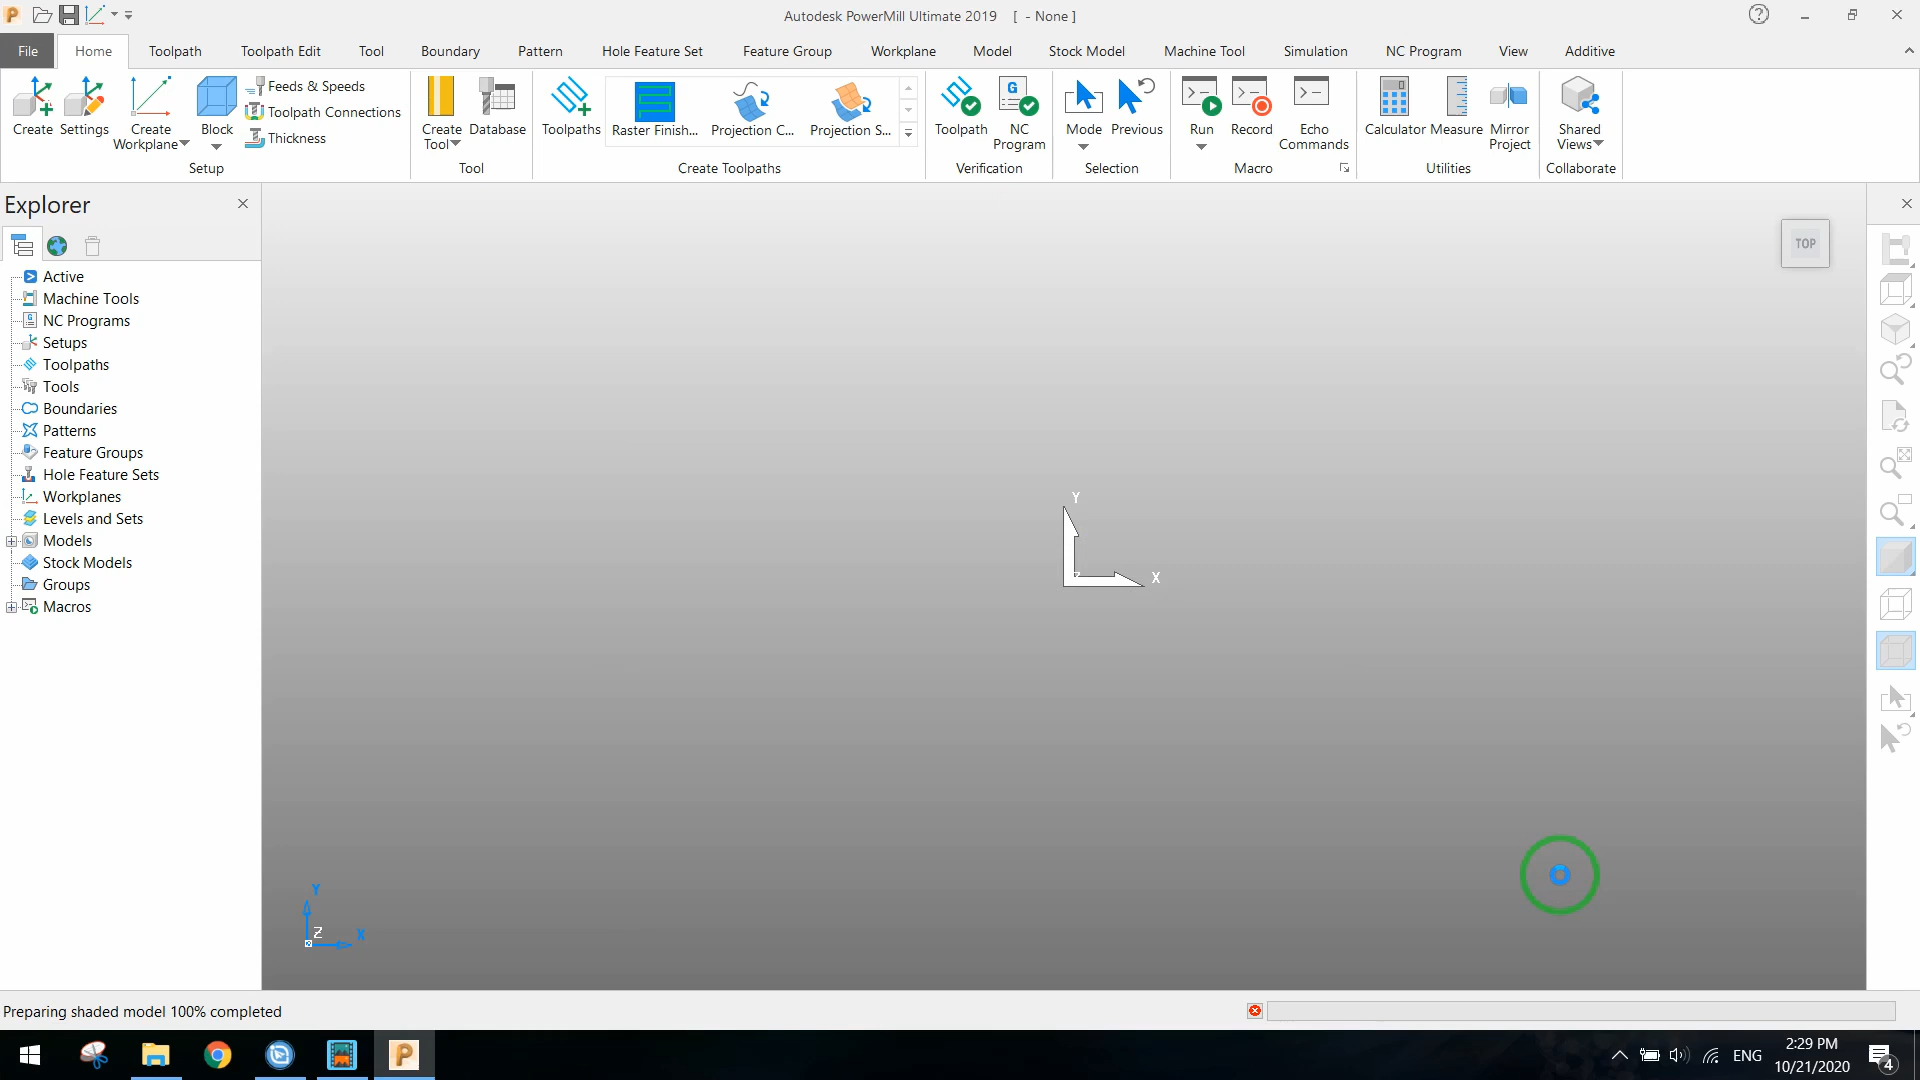 Autodesk PowerMill Ultimate 2019 [ - None ]
File Home Toolpath Toolpath Edit Tool Boundary Pattern Hole Feature Set Feature Group Workplane Model Stock Model Machine Tool Simulation NC Program View Additive
Create
Settings
Create
Workplane
Block
Feeds & Speeds
Toolpath Connections
Thickness
Setup
Create
Tool
Database
Tool
Toolpaths
Raster Finish...
Projection C...
Projection S...
Create Toolpaths
Toolpath
NC
Program
Verification
Mode
Previous
Selection
Run
Record
Echo
Commands
Macro
Calculator
Measure
Mirror
Project
Utilities
Shared
Views
Collaborate
Explorer
Active
Machine Tools
NC Programs
Setups
Toolpaths
Tools
Boundaries
Patterns
Feature Groups
Hole Feature Sets
Workplanes
Levels and Sets
Models
Stock Models
Groups
Macros
TOP
Y
X
Z
Y
Z
X
Preparing shaded model 100% completed
ENG
2:29 PM
10/21/2020
4